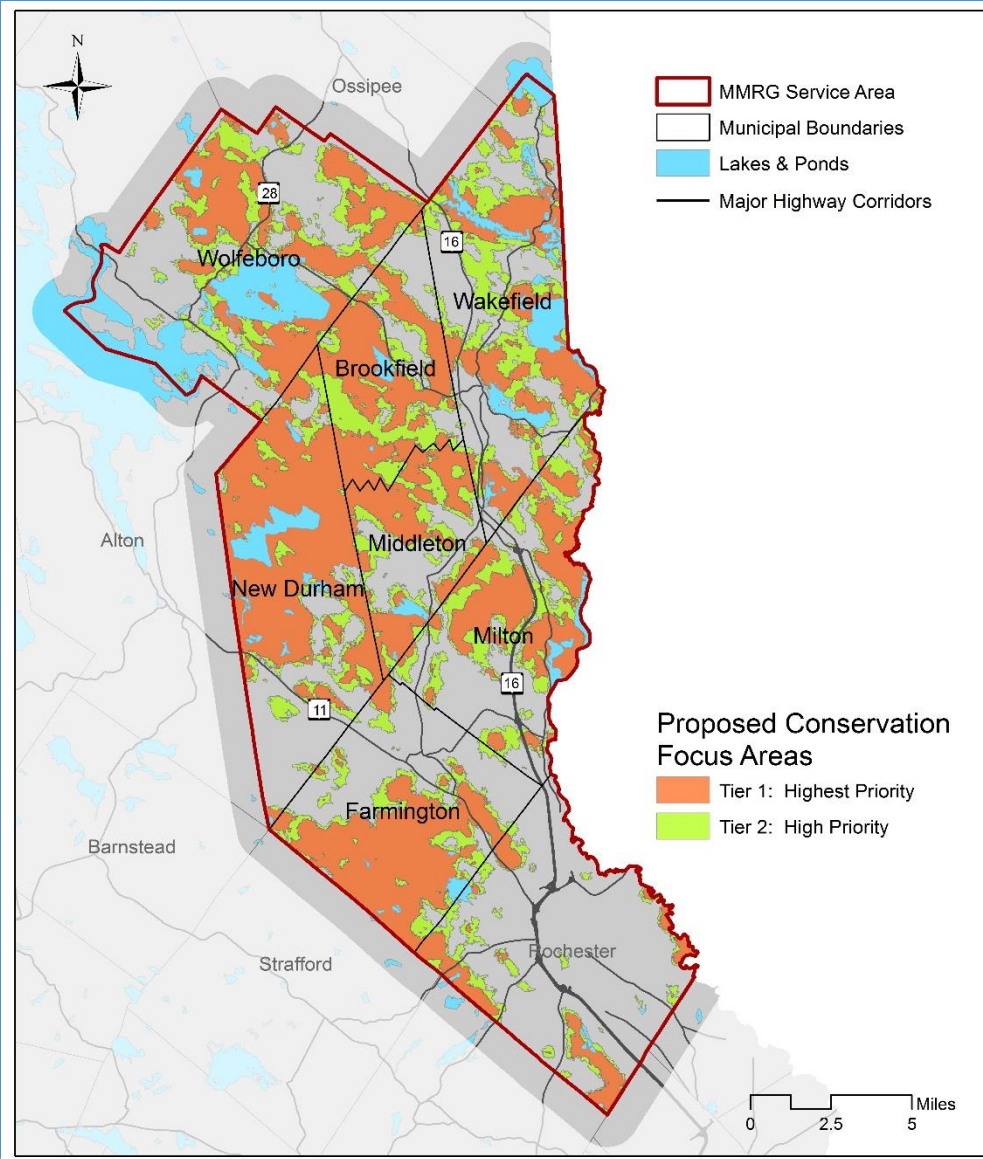 N
Ossipee
MMRG Service Area
Municipal Boundaries
Lakes & Ponds
Major Highway Corridors
28
16
Wolfeboro
Wakefield
Brookfield
Alton
Middleton
New Durham
Milton
16
11
Proposed Conservation
Focus Areas
Tier 1: Highest Priority
Tier 2: High Priority
Farmington
Barnstead
Strafford
Rochester
Miles
0 2.5 5